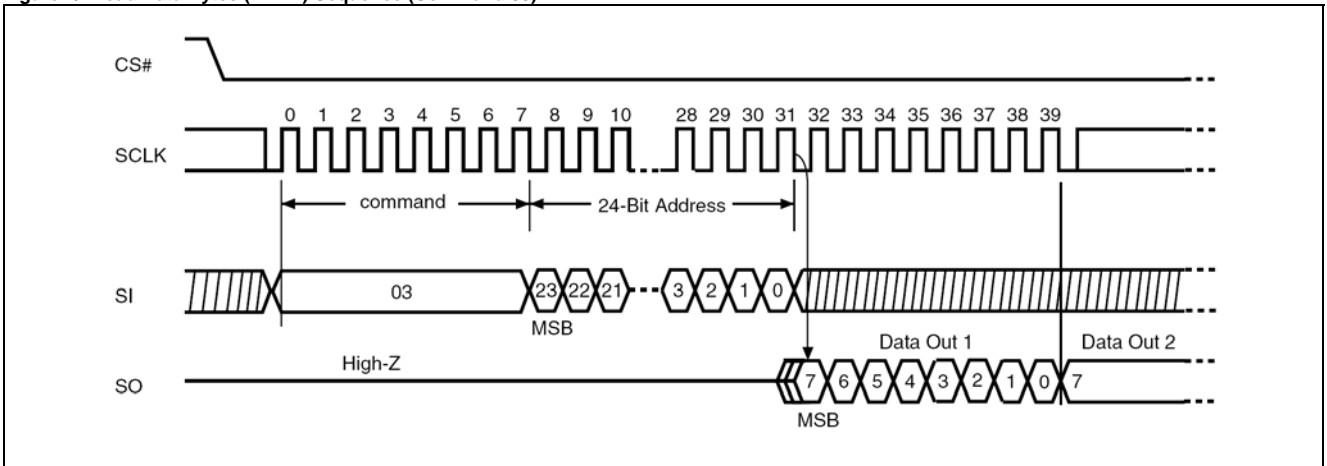 CS#
0 1 2 3 4 5 6 7 8 9 10 28 29 30 31 32 33 34 35 36 37 38 39
SCLK
command 24-Bit Address
SI 03 23 22 21 3 2 1 0
MSB
Data Out 1 Data Out 2
High-Z
SO 7 6 5 4 3 2 1 0 7
MSB